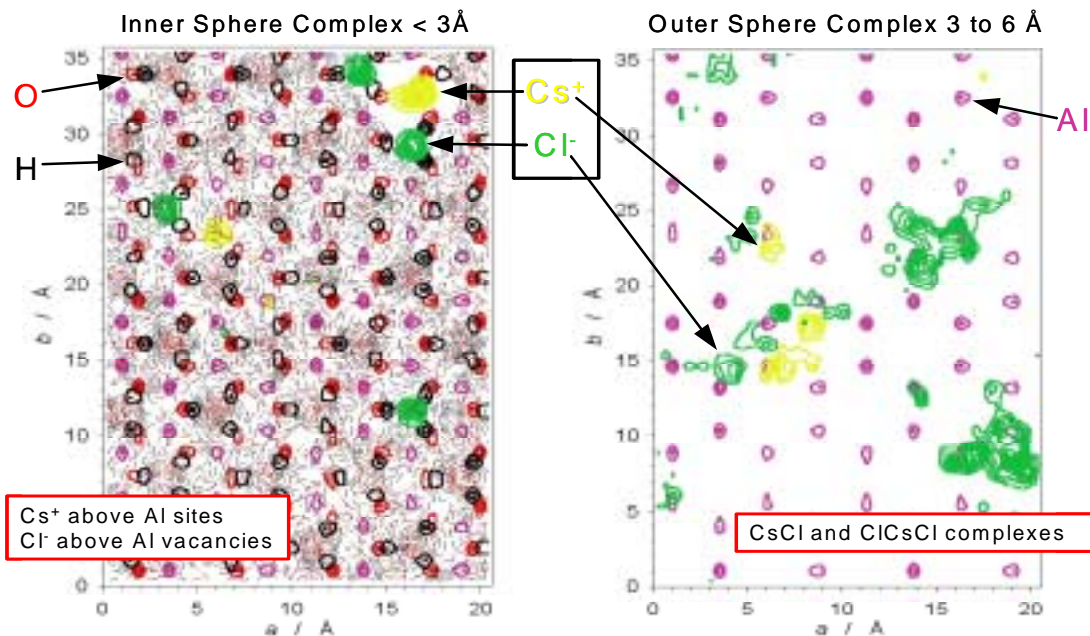 Inner Sphere Complex < 3Å
Outer Sphere Complex 3 to 6 Å
O
H
Cs⁺
Cl⁻
Al
35
30
25
20
15
10
5
0
b / Å
0 5 10 15 20
a / Å
Cs⁺ above Al sites
Cl⁻ above Al vacancies
35
30
25
20
15
10
5
0
b / Å
0 5 10 15 20
a / Å
CsCl and ClCsCl complexes